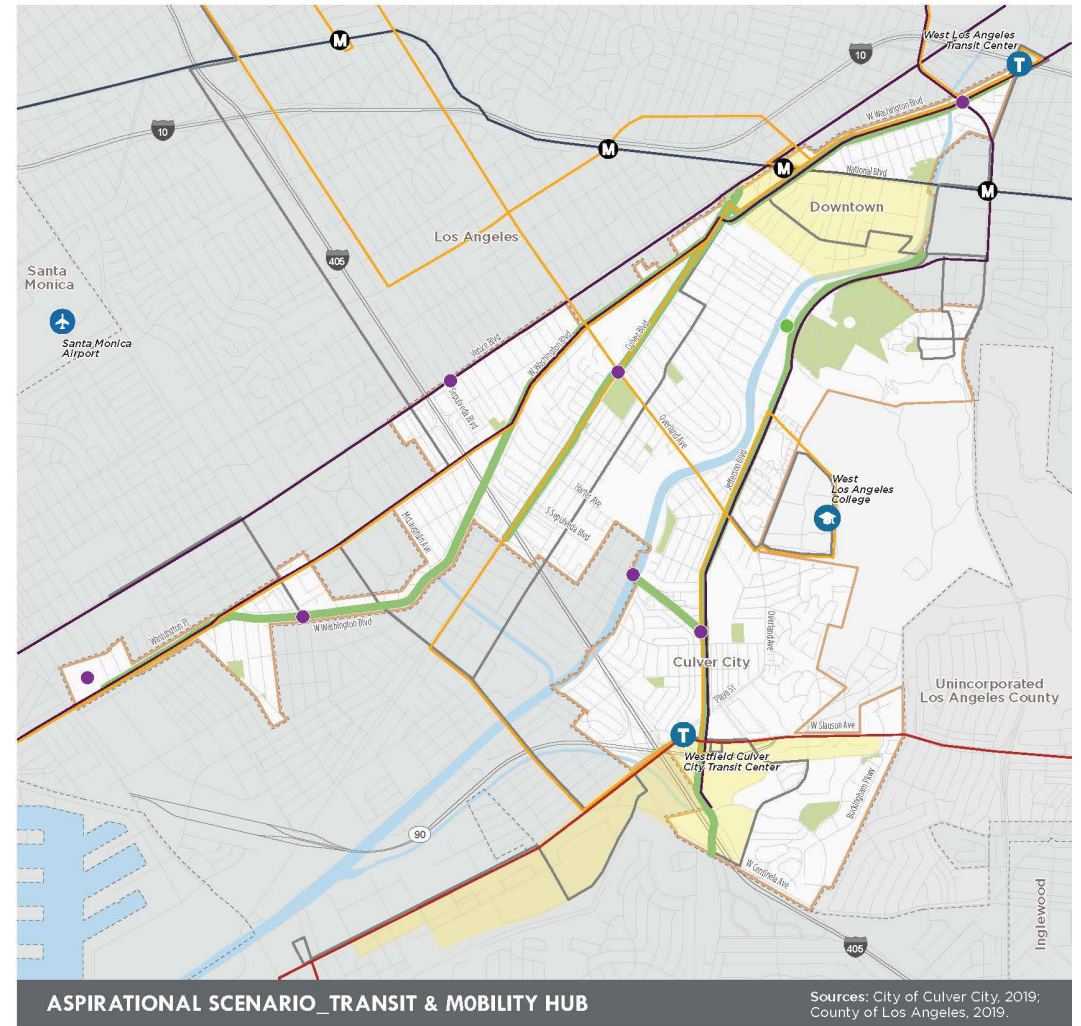 West Los Angeles
Transit Center
M
T
10
W Washington Blvd
10
M
M
National Blvd
M
Downtown
Los Angeles
405
Santa
Monica
Santa Monica
Airport
Venice Blvd
W Washington Blvd
Culver Blvd
Sepulveda Blvd
Overland Ave
Jefferson Blvd
West
Los Angeles
College
Harter Ave
S Sepulveda Blvd
McLaughlin Ave
Washington Pl
W Washington Blvd
Overland Ave
Culver City
Unincorporated
Los Angeles County
Playa St
W Slauson Ave
T
Westfield Culver
City Transit Center
Buckingham Pkwy
90
W Centinela Ave
Inglewood
405
ASPIRATIONAL SCENARIO_TRANSIT & MOBILITY HUB
Sources: City of Culver City, 2019;
County of Los Angeles, 2019.